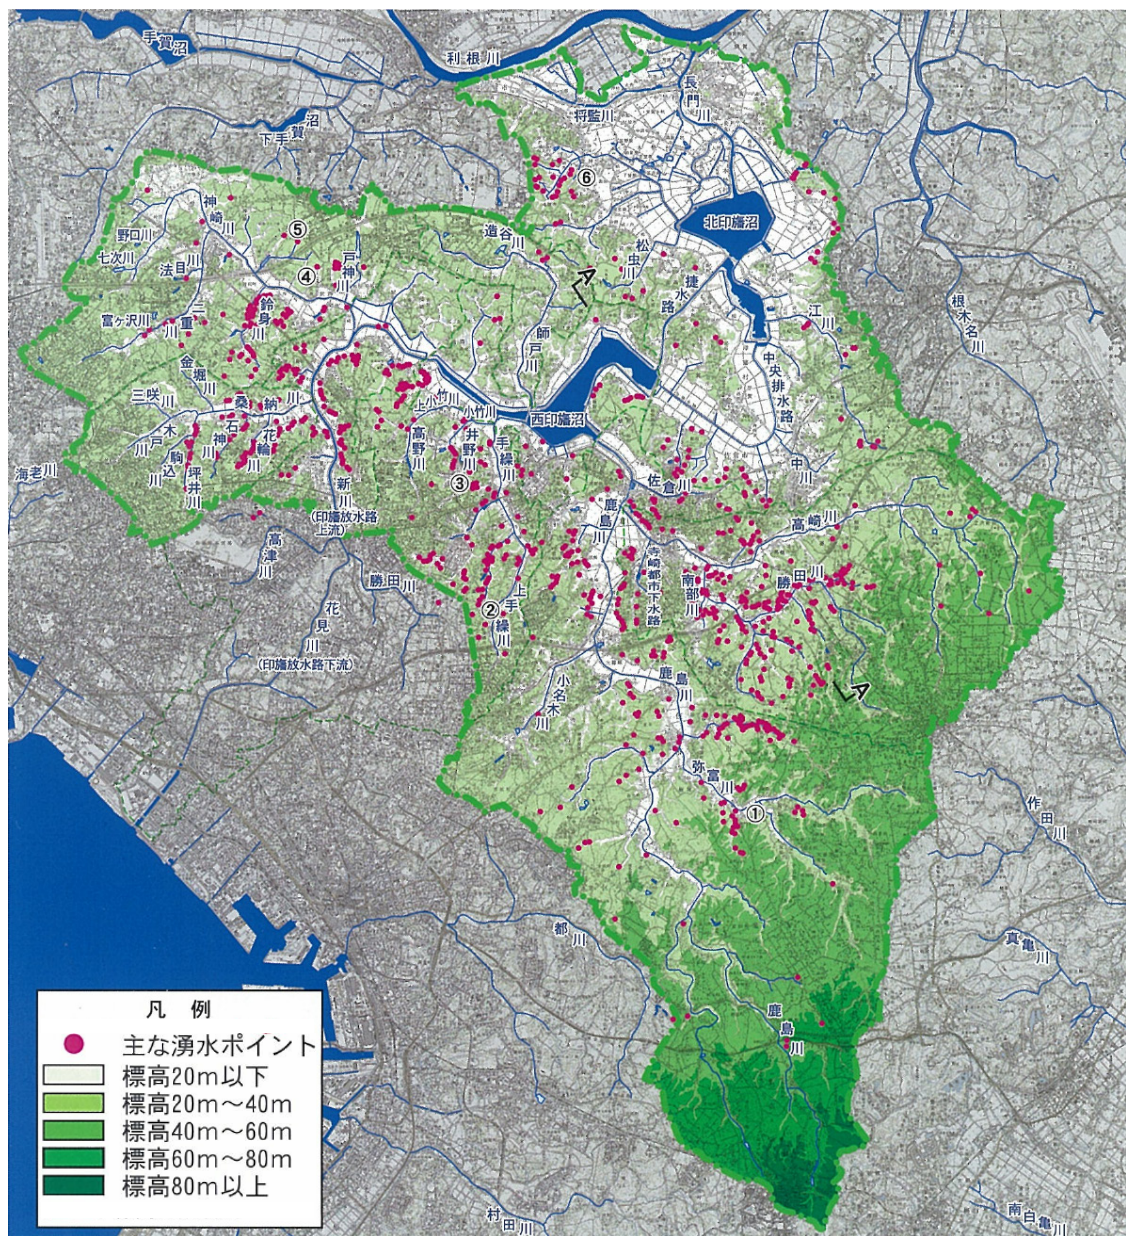 手賀沼
利根川
下手賀沼
将監川
長門川
⑥
北印旛沼
神崎川
野口川
七次川
法目川
⑤
④
戸神川
造谷川
松虫川
A
捷水路
江川
根木名川
富ヶ沢川
二重川
鈴身川
師戸川
中央排水路
金堀川
三咲川
桑納川
石神川
花輪川
木戸川
駒込川
坪井川
上小竹川
小竹川
西印旛沼
高野川
井野川
手繰川
③
佐倉川
中川
海老川
新川
(印旛放水路
上流)
鹿島川
高崎川
高津川
勝田川
寺崎都市下水路
南部川
勝田川
②
上手繰川
花見川
(印旛放水路下流)
小名木川
鹿島川
A
弥富川
①
作田川
都川
真亀川
鹿島川
村田川
南白亀川
凡 例
主な湧水ポイント
標高20m以下
標高20m～40m
標高40m～60m
標高60m～80m
標高80m以上